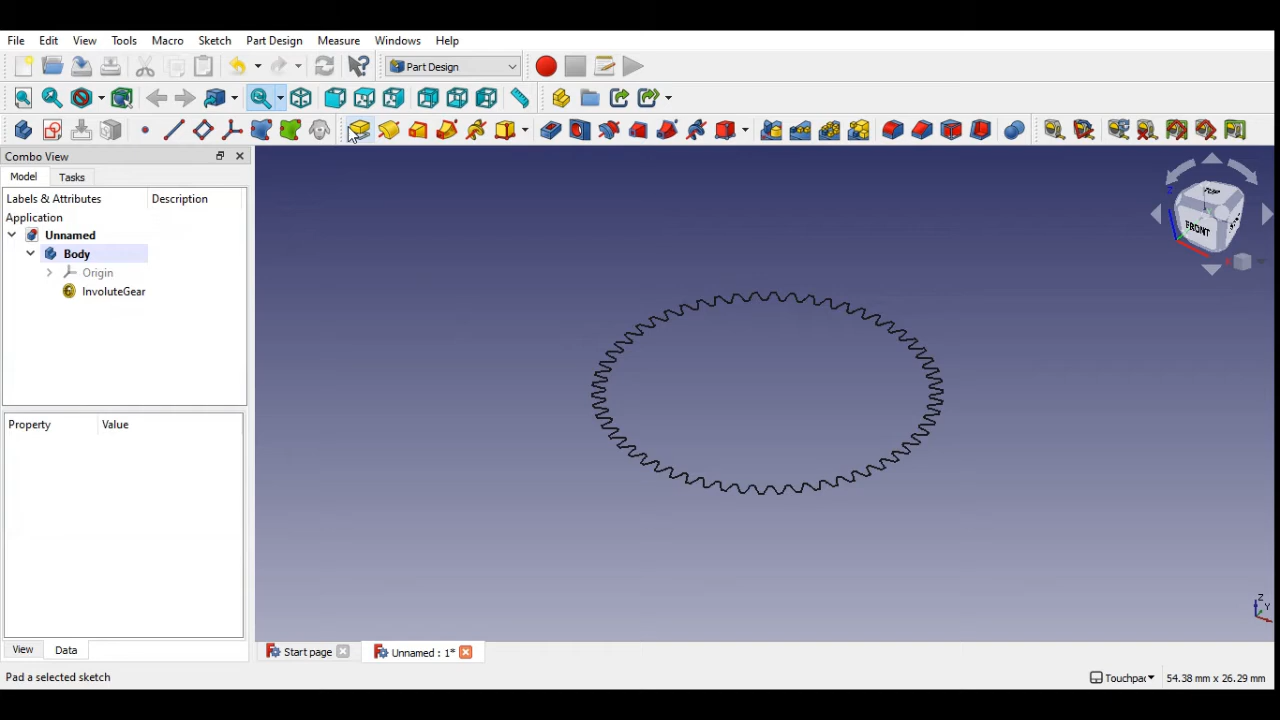 File Edit View Tools Macro Sketch Part Design Measure Windows Help
Part Design
Combo View
Model Tasks
Labels & Attributes Description
Application
Unnamed
Body
Origin
InvoluteGear
FRONT
Z
Property Value
Z
Y
View Data
Start page Unnamed : 1*
Pad a selected sketch Touchpad 54.38 mm x 26.29 mm